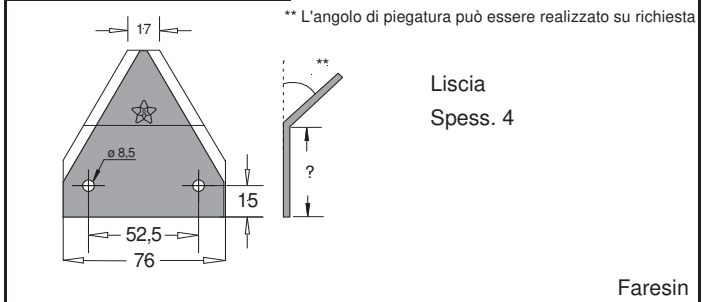 ** L'angolo di piegatura può essere realizzato su richiesta
17
**
Liscia
Spess. 4
ø 8,5
?
15
52,5
76
Faresin